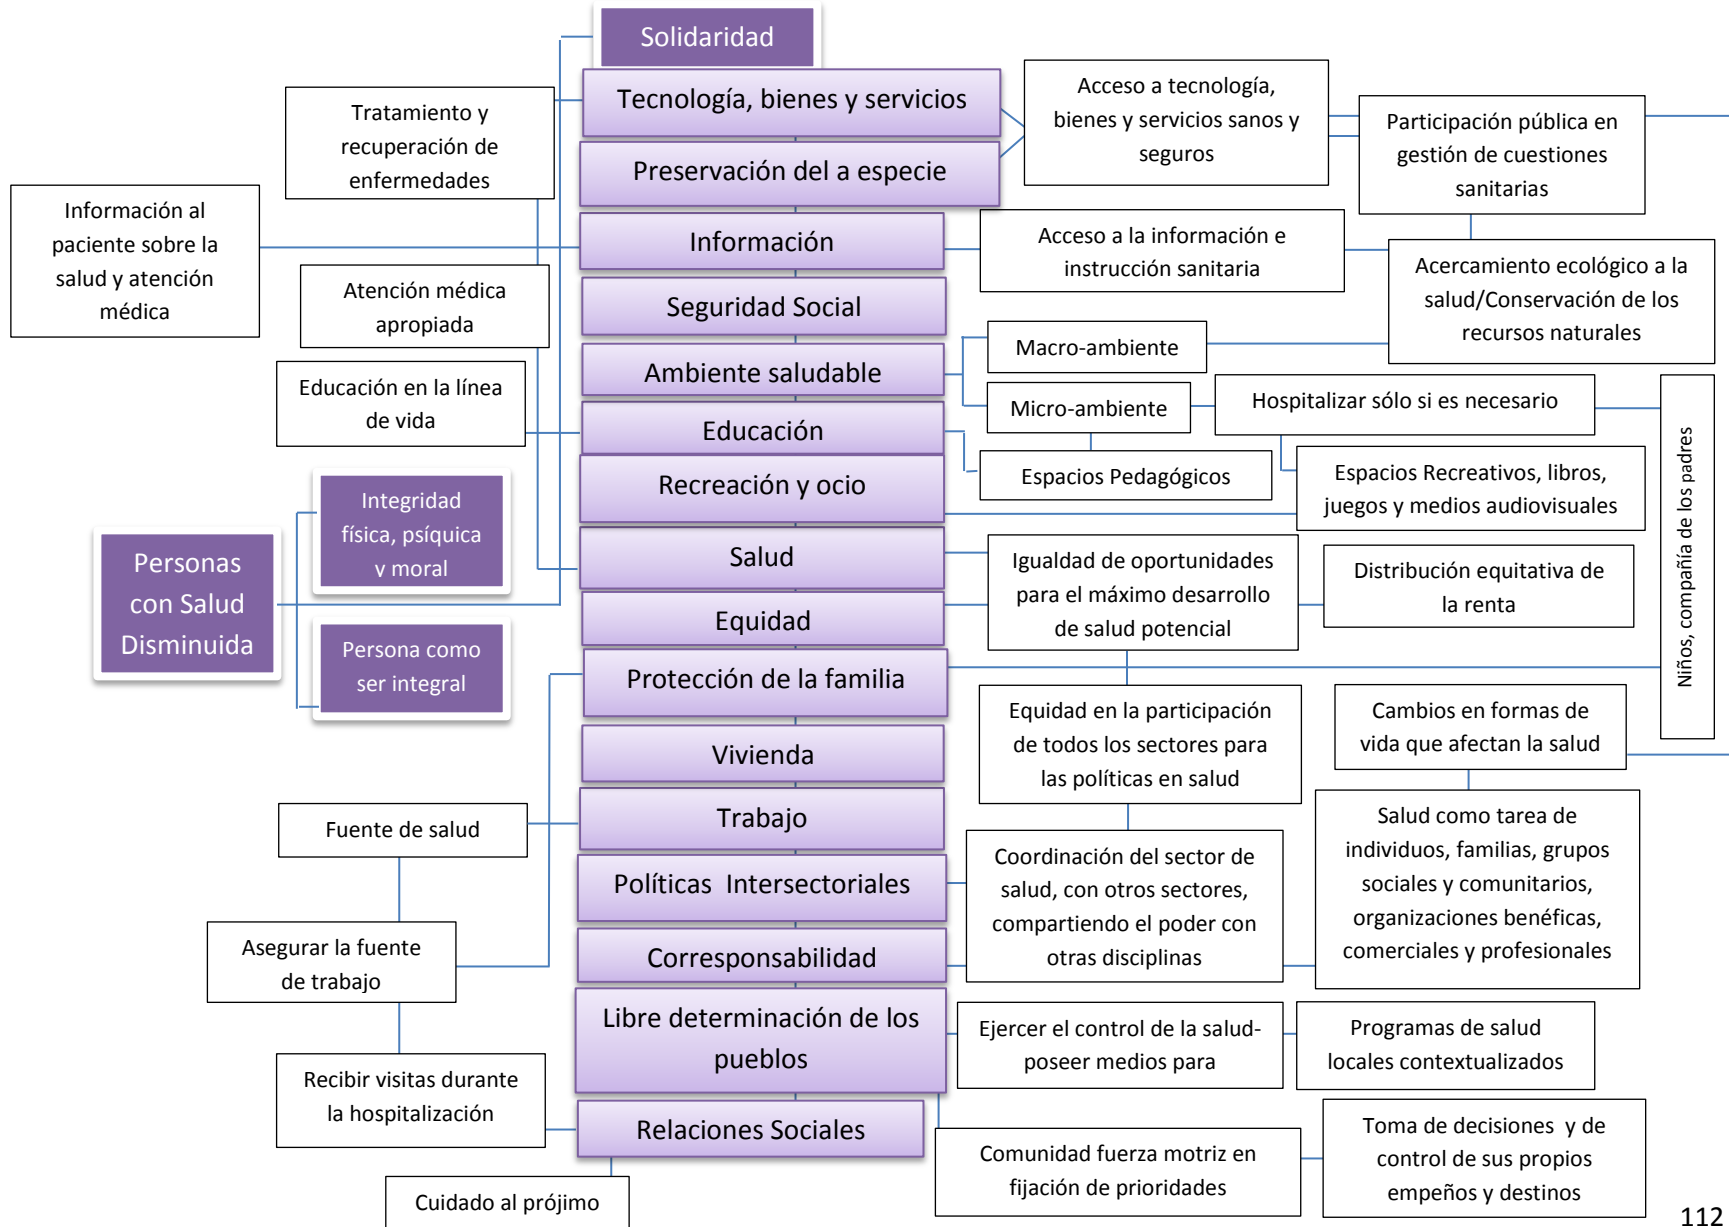 Solidaridad
Tecnología, bienes y servicios
Preservación del a especie
Información
Seguridad Social
Ambiente saludable
Educación
Recreación y ocio
Salud
Equidad
Protección de la familia
Vivienda
Trabajo
Políticas  Intersectoriales
Corresponsabilidad
Libre determinación de los
pueblos
Relaciones Sociales
Tratamiento y
recuperación de
enfermedades
Información al
paciente sobre la
salud y atención
médica
Atención médica
apropiada
Educación en la línea
de vida
Integridad
física, psíquica
y moral
Personas
con Salud
Disminuida
Persona como
ser integral
Fuente de salud
Asegurar la fuente
de trabajo
Recibir visitas durante
la hospitalización
Cuidado al prójimo
Acceso a tecnología,
bienes y servicios sanos y
seguros
Participación pública en
gestión de cuestiones
sanitarias
Acceso a la información e
instrucción sanitaria
Acercamiento ecológico a la
salud/Conservación de los
recursos naturales
Macro-ambiente
Micro-ambiente
Hospitalizar sólo si es necesario
Espacios Pedagógicos
Espacios Recreativos, libros,
juegos y medios audiovisuales
Niños, compañía de los padres
Igualdad de oportunidades
para el máximo desarrollo
de salud potencial
Distribución equitativa de
la renta
Equidad en la participación
de todos los sectores para
las políticas en salud
Cambios en formas de
vida que afectan la salud
Coordinación del sector de
salud, con otros sectores,
compartiendo el poder con
otras disciplinas
Salud como tarea de
individuos, familias, grupos
sociales y comunitarios,
organizaciones benéficas,
comerciales y profesionales
Ejercer el control de la salud-
poseer medios para
Programas de salud
locales contextualizados
Comunidad fuerza motriz en
fijación de prioridades
Toma de decisiones  y de
control de sus propios
empeños y destinos
112